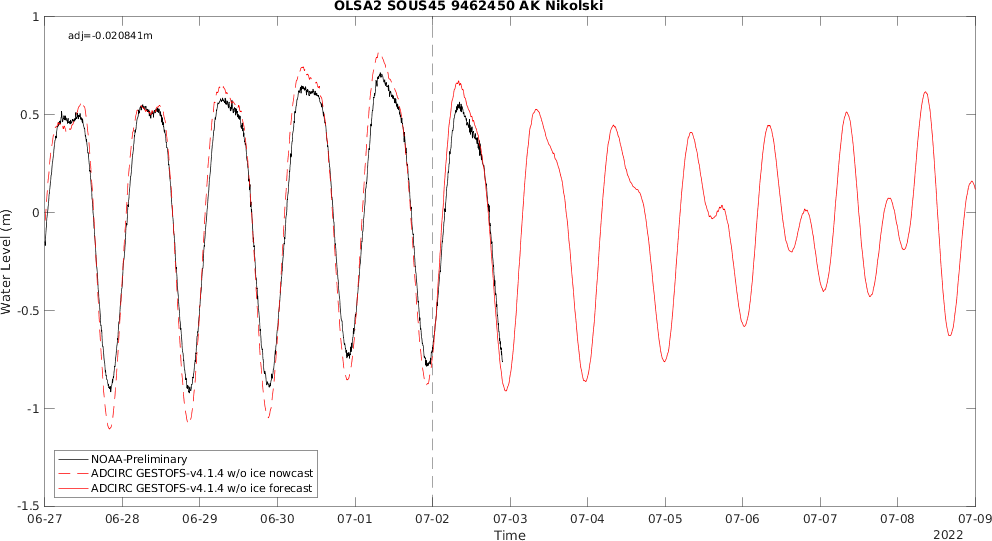 OLSA2 SOUS45 9462450 AK Nikolski
adj=-0.020841m
1
0.5
0
-0.5
-1
-1.5
Water Level (m)
NOAA-Preliminary
ADCIRC GESTOFS-v4.1.4 w/o ice nowcast
ADCIRC GESTOFS-v4.1.4 w/o ice forecast
06-27 06-28 06-29 06-30 07-01 07-02 07-03 07-04 07-05 07-06 07-07 07-08 07-09
Time
2022